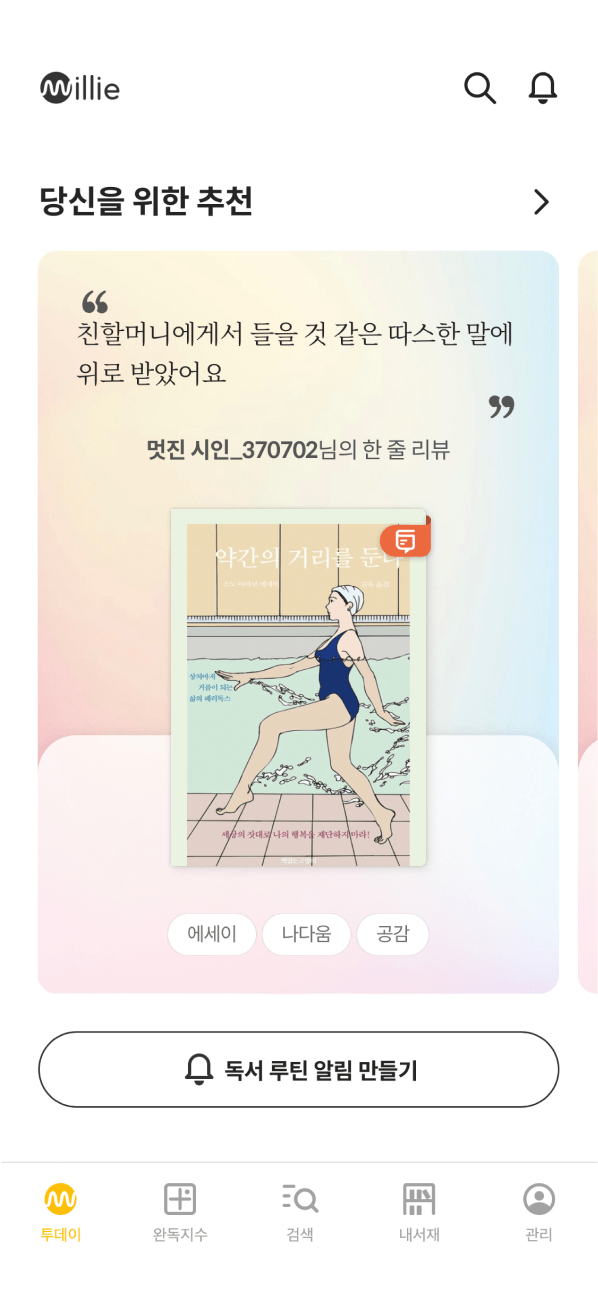 millie
당신을 위한 추천
“
친할머니에게서 들을 것 같은 따스한 말에
위로 받았어요
”
멋진 시인_370702님의 한 줄 리뷰
약간의 거리를 둔다
상처마저
거름이 되는
삶의 패러독스
세상의 잣대로 나의 행복을 재단하지 마라!
에세이 나다움 공감
독서 루틴 알림 만들기
투데이 완독지수 검색 내서재 관리